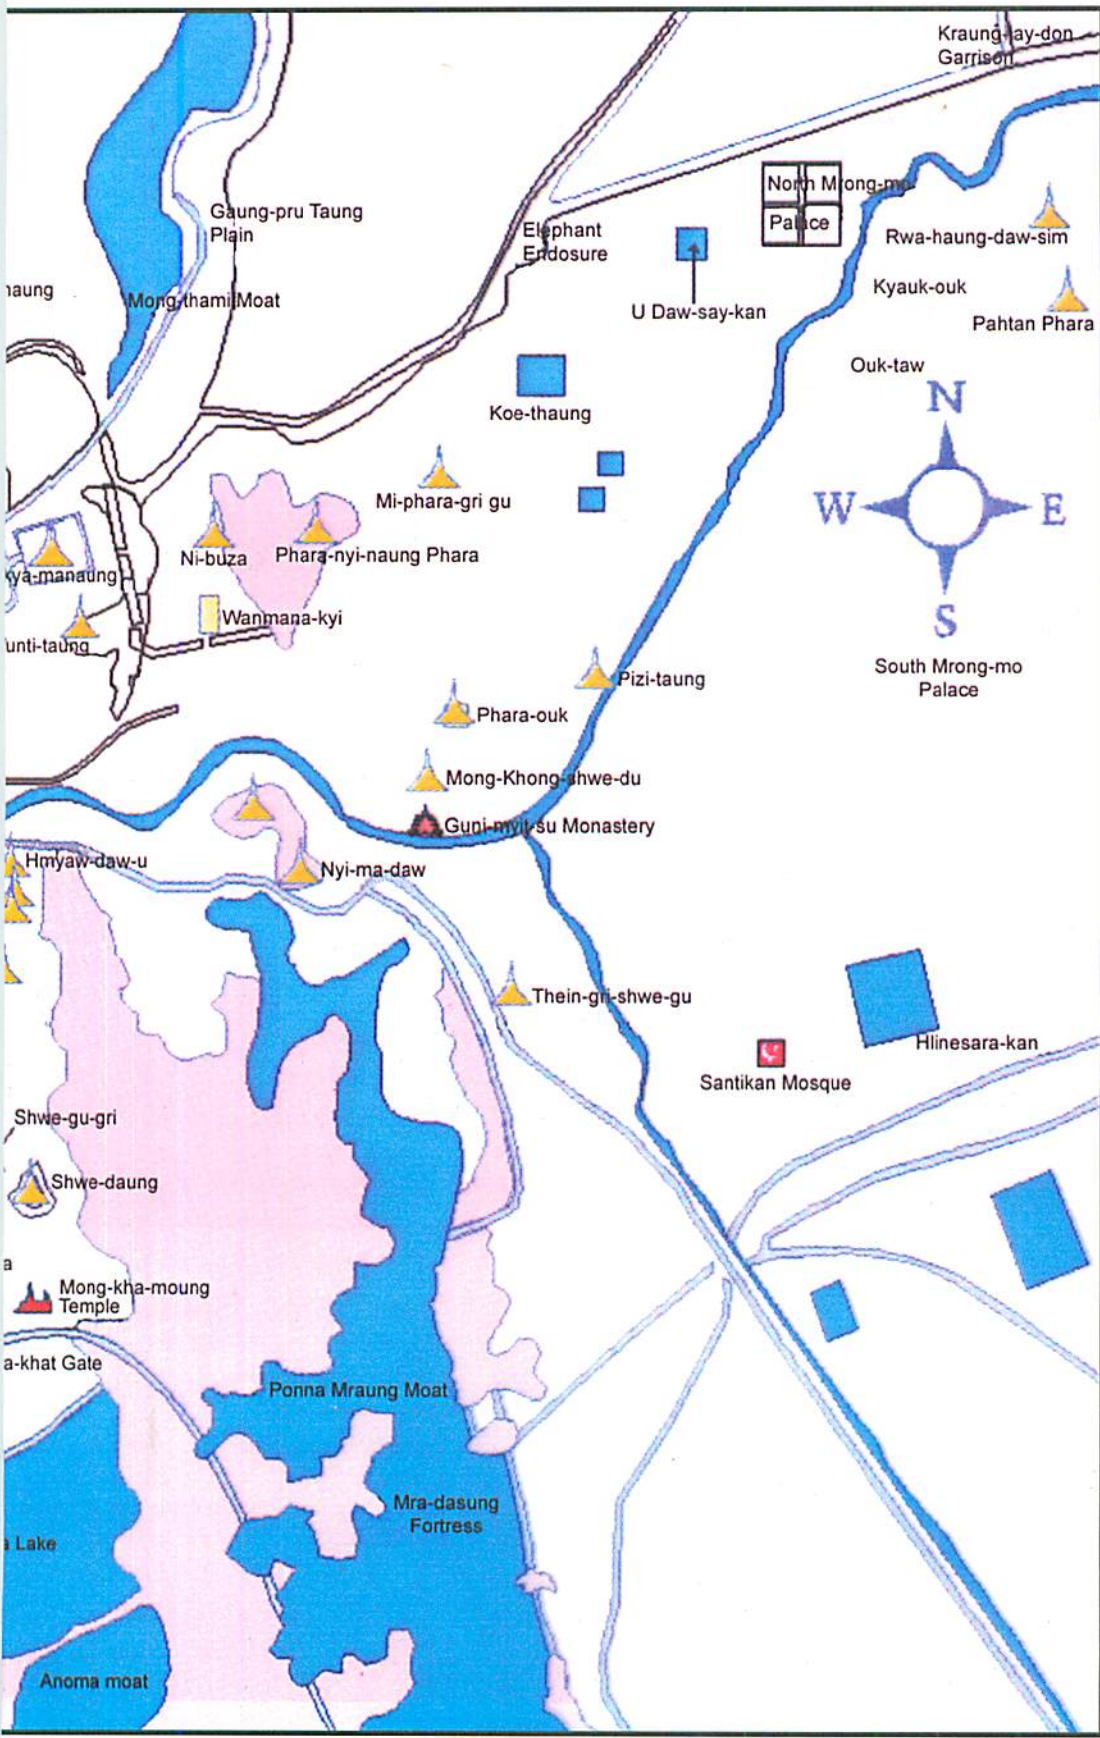 Kraung-lay-don
Garrison
North Mrong-mo
Palace
Gaung-pru Taung
Plain
Elephant
Endosure
Rwa-haung-daw-sim
haung
Mong-thami Moat
Kyauk-ouk
U Daw-say-kan
Pahtan Phara
Ouk-taw
Koe-thaung
N
Mi-phara-gri gu
W
E
Ni-buza
Phara-nyi-naung Phara
kya-manaung
Wanmana-kyi
S
unti-taung
South Mrong-mo
Palace
Pizi-taung
Phara-ouk
Mong-Khong-shwe-du
Guni-myit-su Monastery
Hmyaw-daw-u
Nyi-ma-daw
Thein-gri-shwe-gu
Hlinesara-kan
Santikan Mosque
Shwe-gu-gri
Shwe-daung
a
Mong-kha-moung
Temple
a-khat Gate
Ponna Mraung Moat
Mra-dasung
Fortress
a Lake
Anoma moat